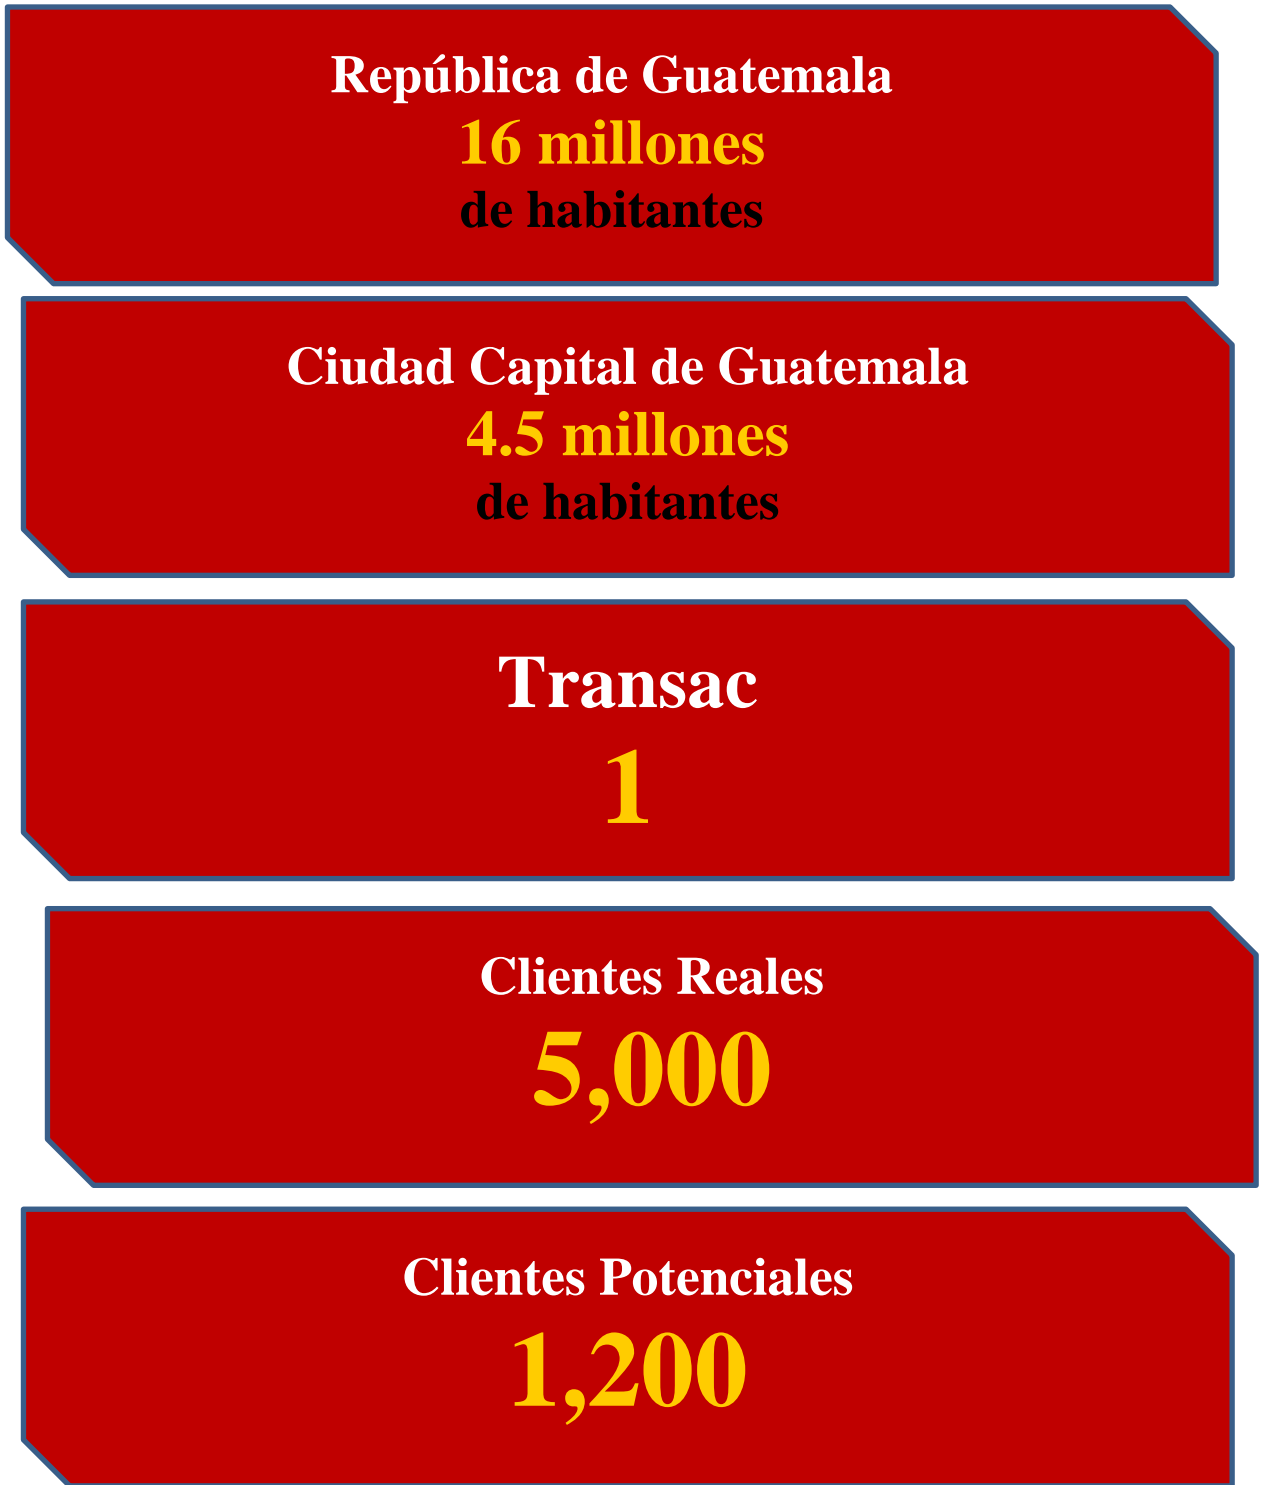 República de Guatemala
16 millones
de habitantes
Ciudad Capital de Guatemala
4.5 millones
de habitantes
Transac
1
Clientes Reales
5,000
Clientes Potenciales
1,200